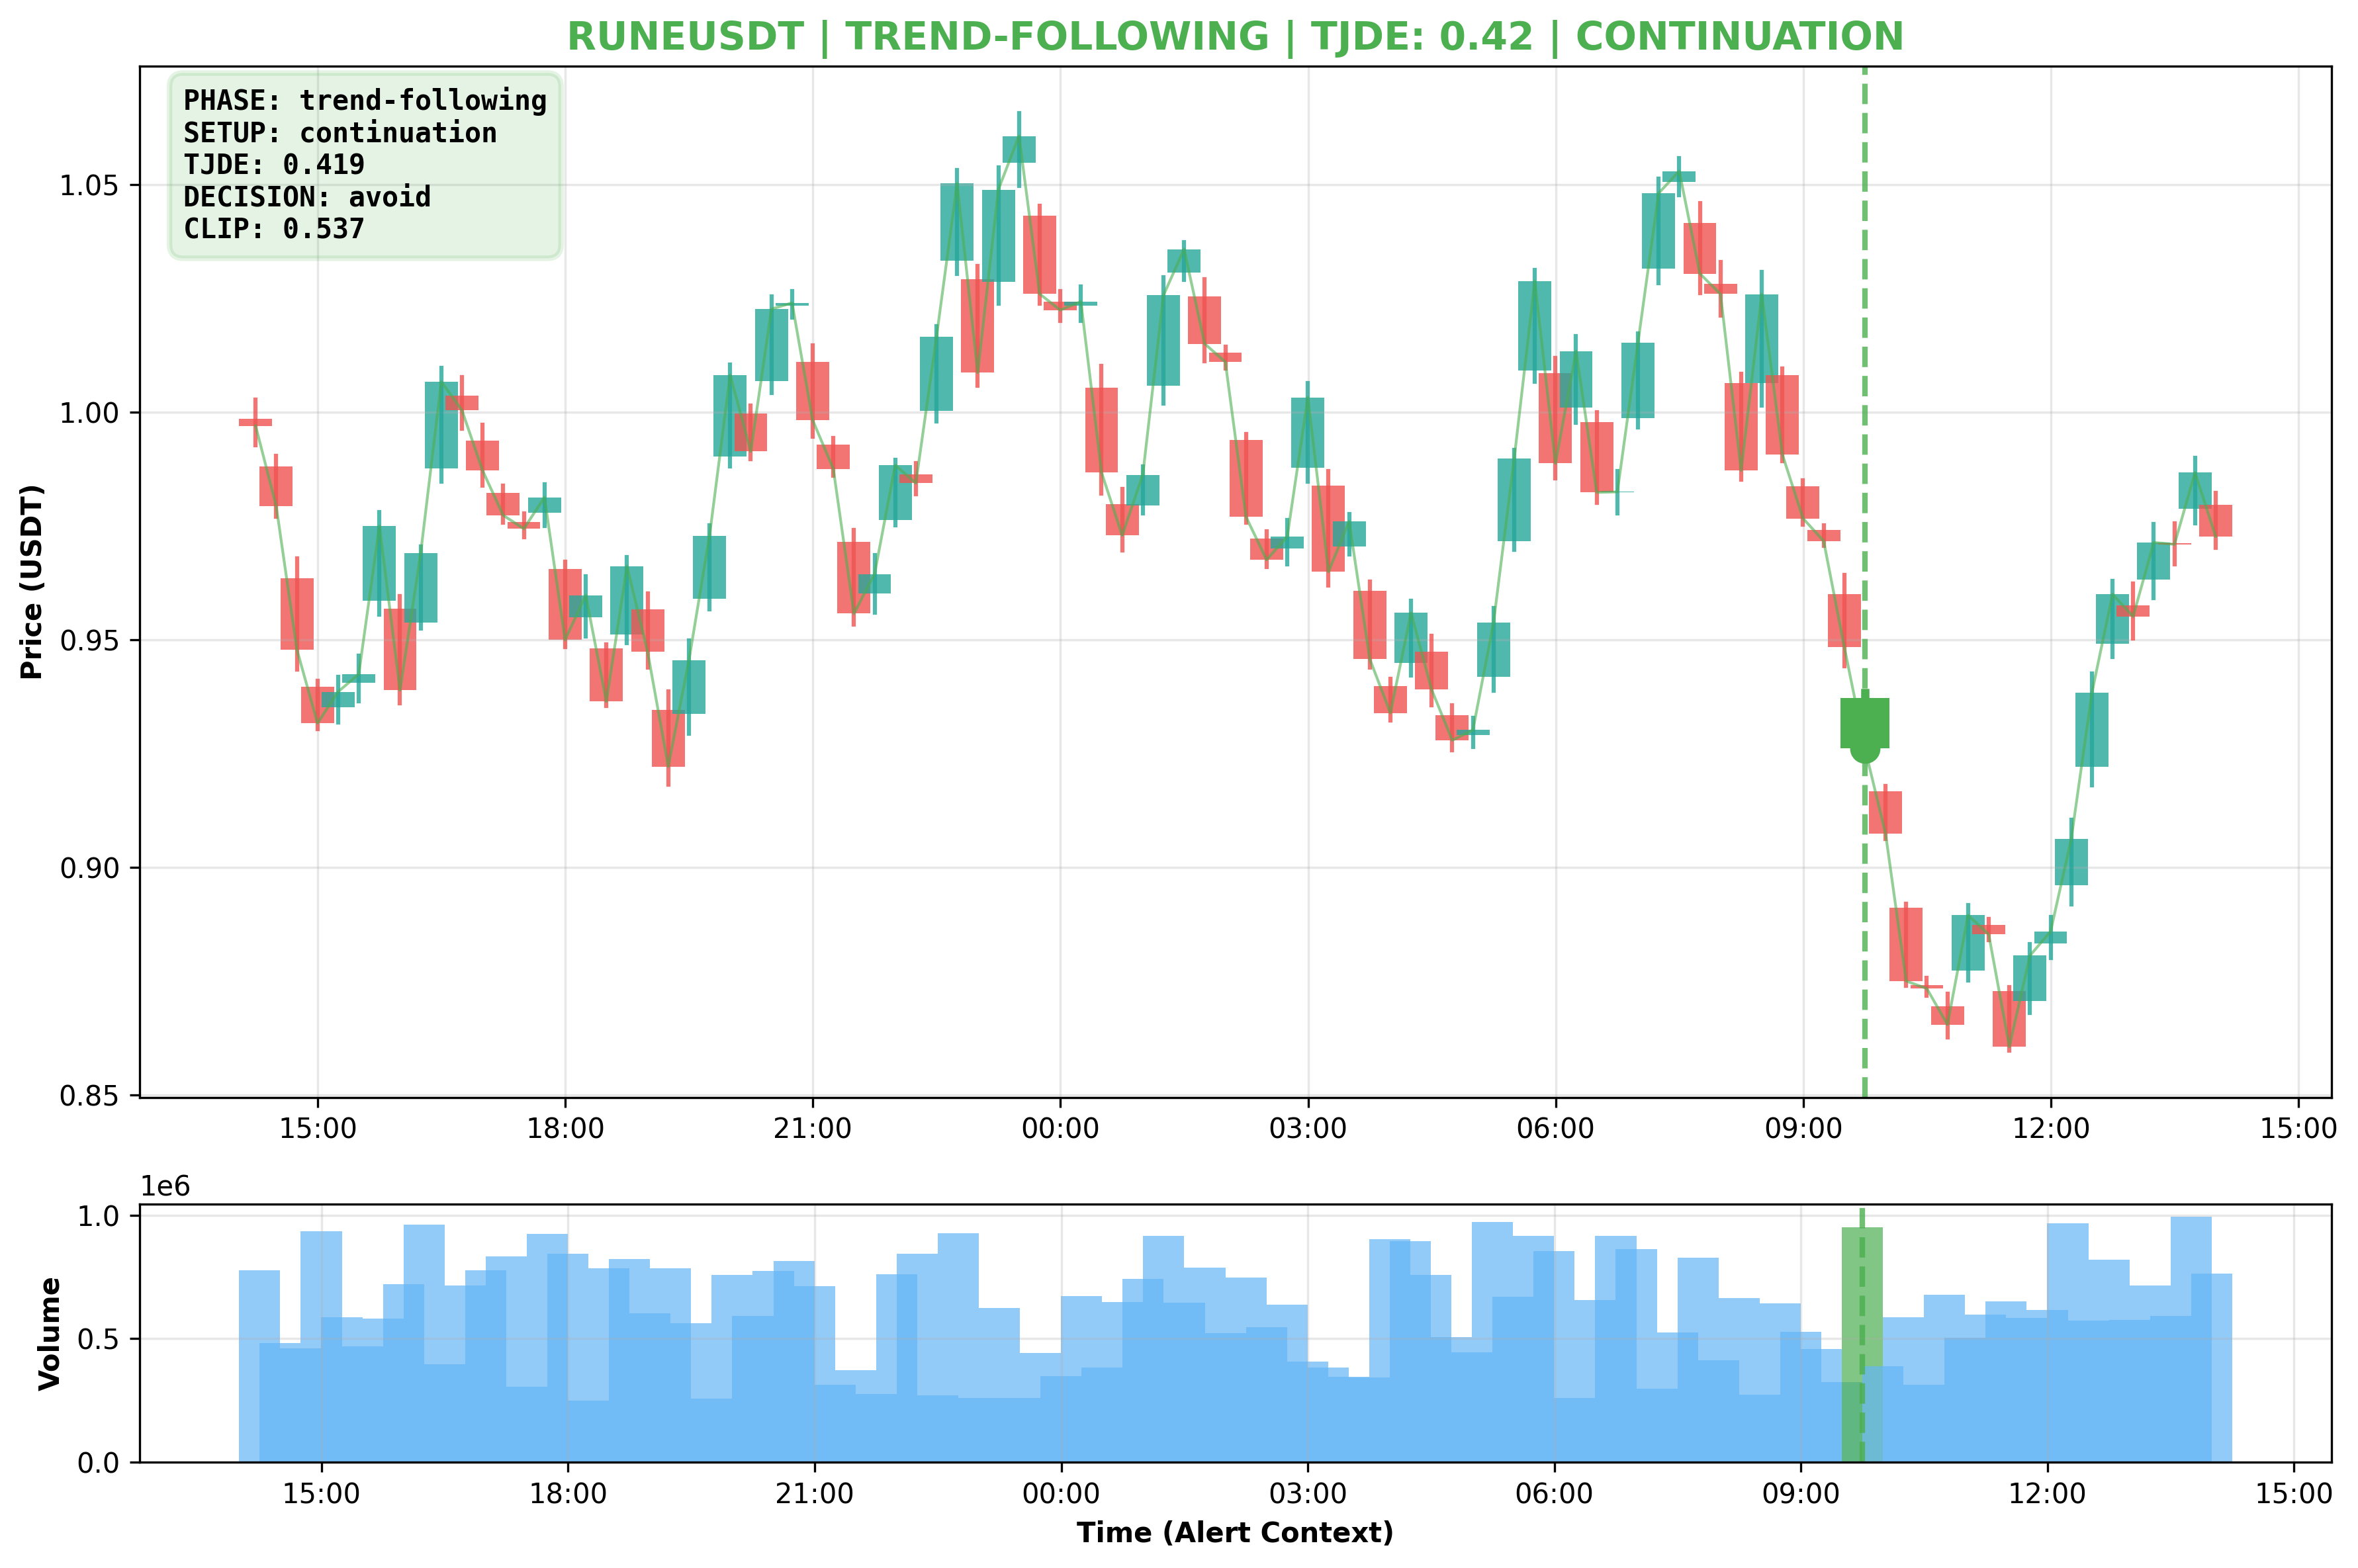 RUNEUSDT | TREND-FOLLOWING | TJDE: 0.42 | CONTINUATION
PHASE: trend-following
SETUP: continuation
TJDE: 0.419
DECISION: avoid
CLIP: 0.537
Price (USDT)
1.05
1.00
0.95
0.90
0.85
15:00 18:00 21:00 00:00 03:00 06:00 09:00 12:00 15:00
1e6
Volume
1.0
0.5
0.0
15:00 18:00 21:00 00:00 03:00 06:00 09:00 12:00 15:00
Time (Alert Context)